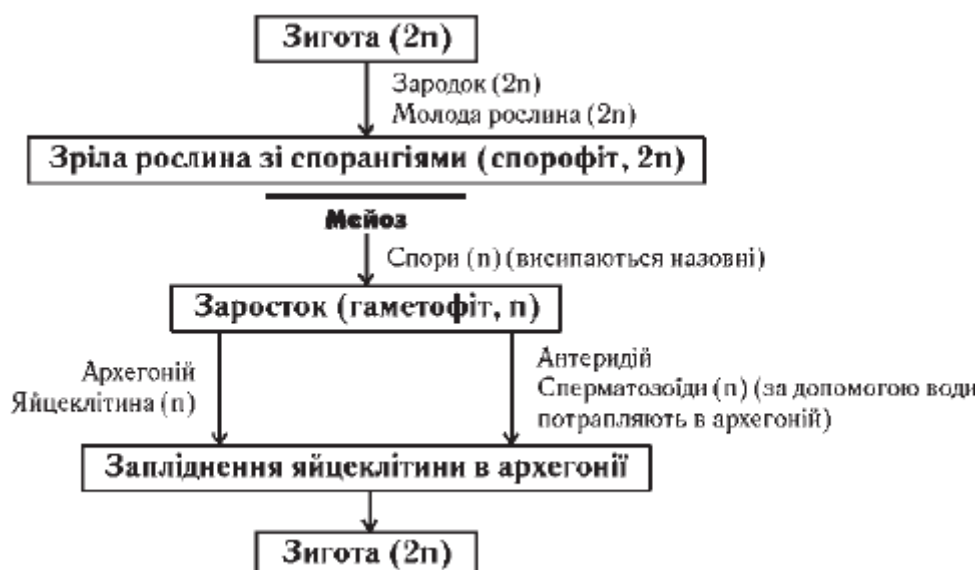 Зигота (2n)
Зародок (2n)
Молода рослина (2n)
Зріла рослина зі спорангіями (спорофіт, 2n)
Мейоз
Спори (n) (висипаються назовні)
Заросток (гаметофіт, n)
Архегоній
Яйцеклітина (n)
Антеридій
Сперматозоїди (n) (за допомогою води
потрапляють в архегоній)
Запліднення яйцеклітини в архегонії
Зигота (2n)